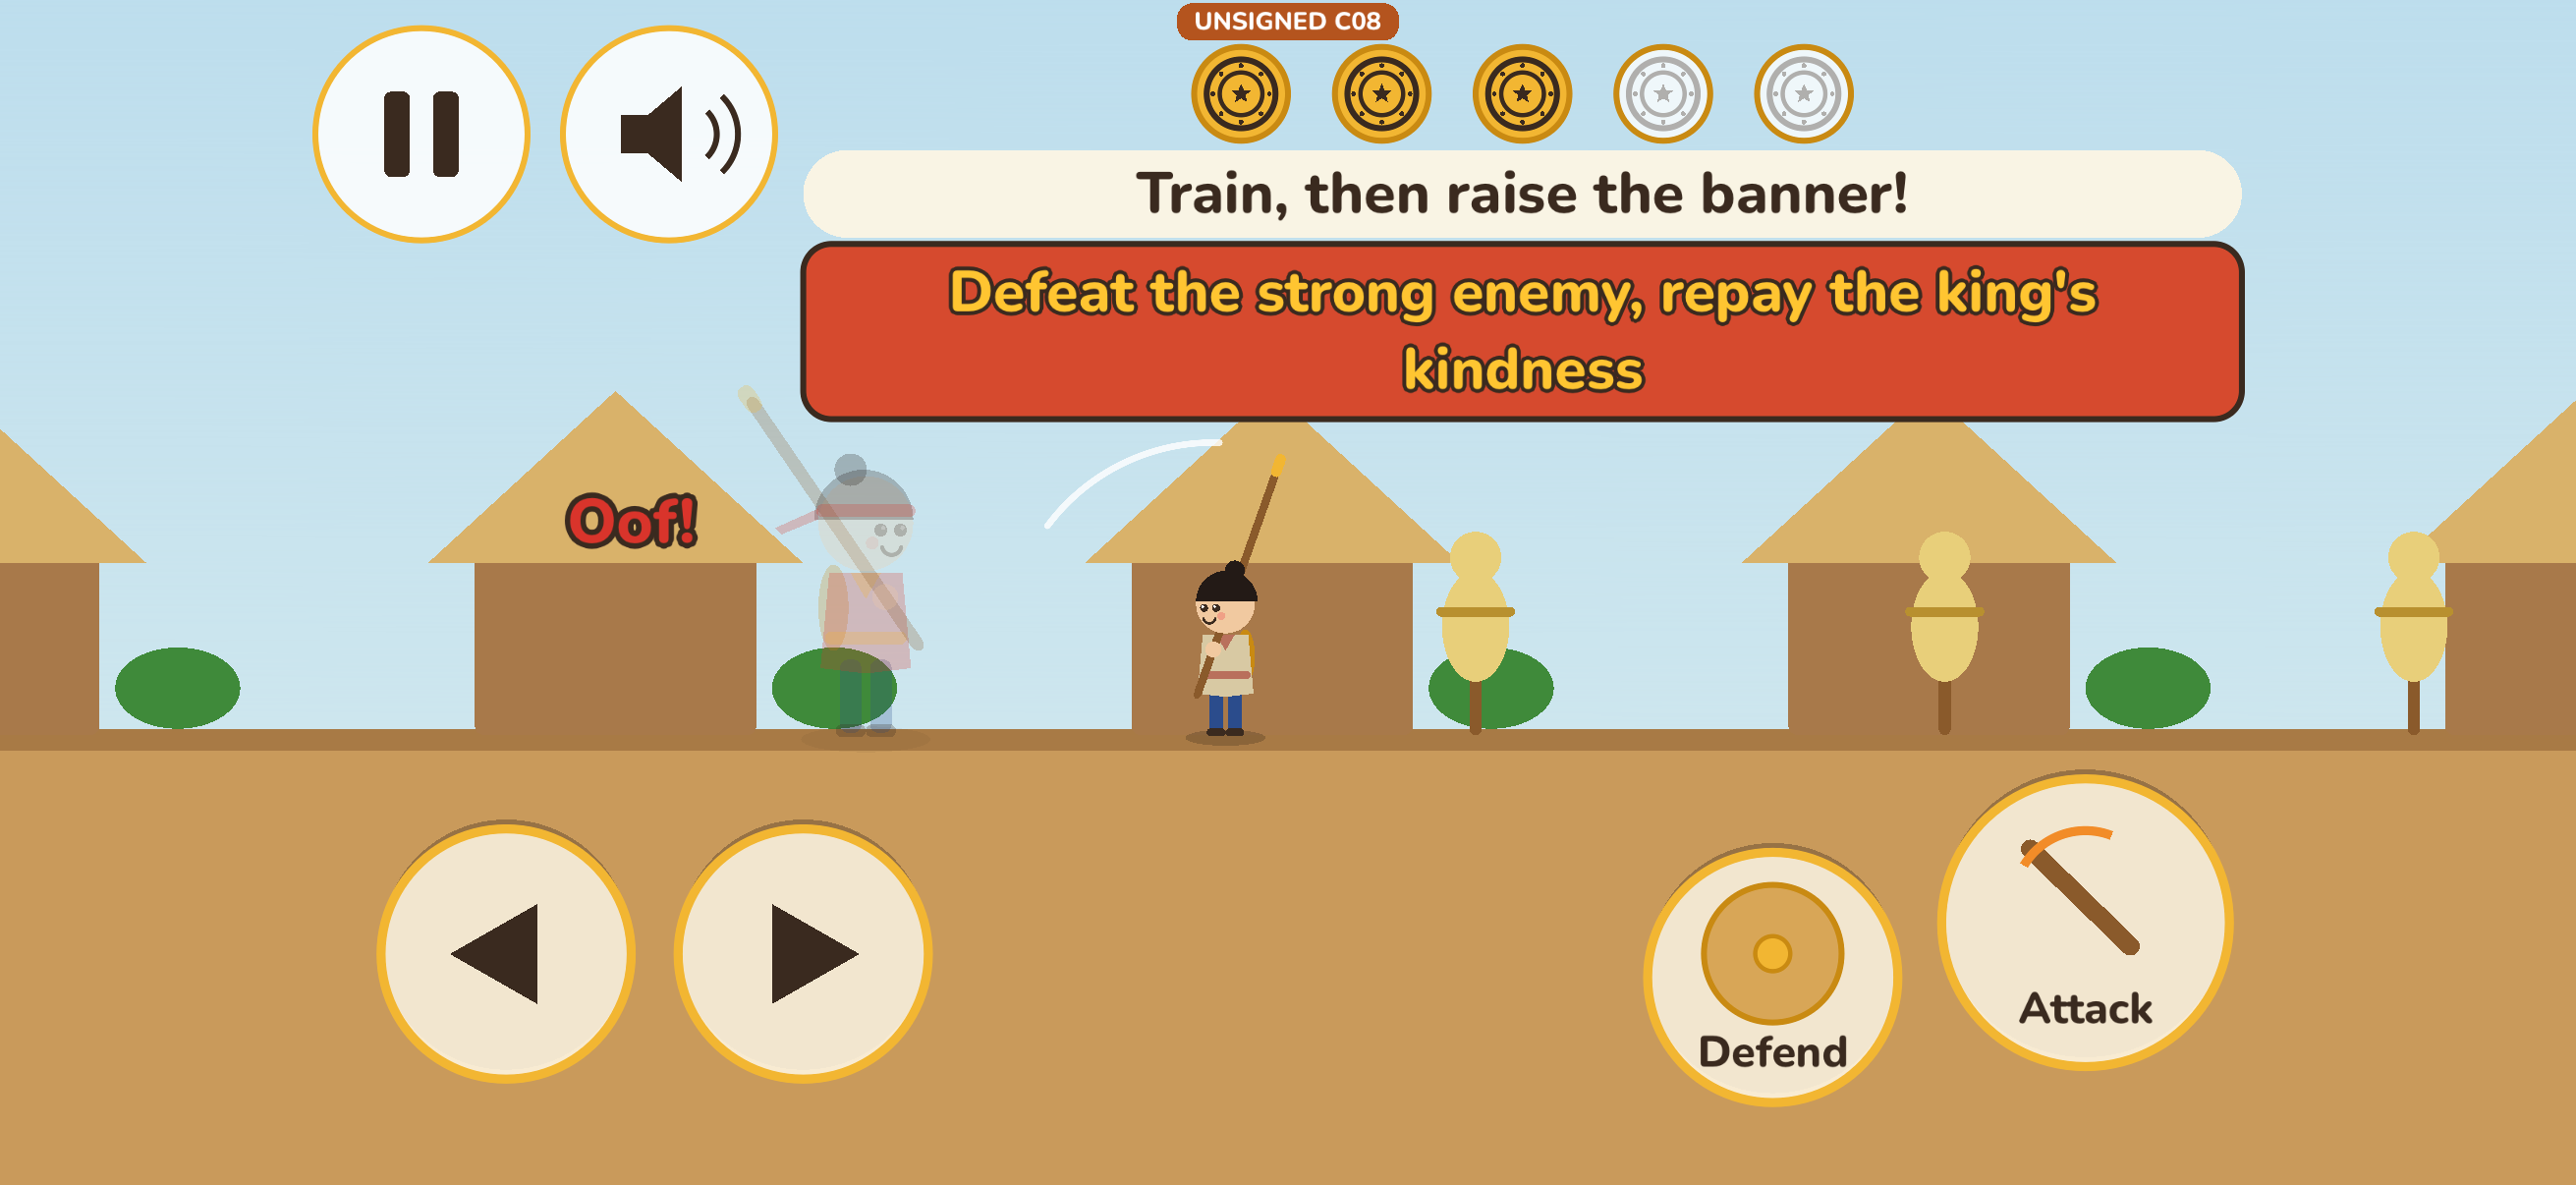 UNSIGNED C08
Train, then raise the banner!
Defeat the strong enemy, repay the king's
kindness
Oof!
Defend
Attack